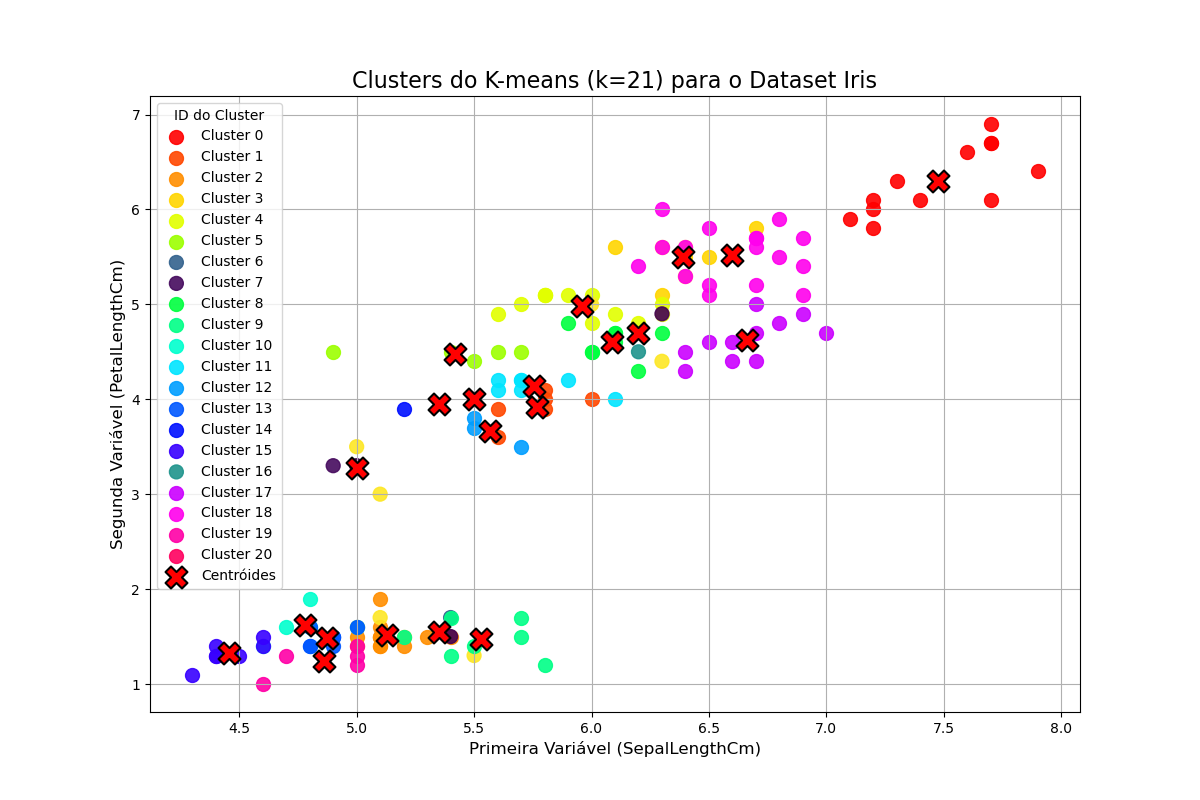 Clusters do K-means (k=21) para o Dataset Iris
ID do Cluster
Cluster 0
Cluster 1
Cluster 2
Cluster 3
Cluster 4
Cluster 5
Cluster 6
Cluster 7
Cluster 8
Cluster 9
Cluster 10
Cluster 11
Cluster 12
Cluster 13
Cluster 14
Cluster 15
Cluster 16
Cluster 17
Cluster 18
Cluster 19
Cluster 20
Centróides
Segunda Variável (PetalLengthCm)
7
6
5
4
3
2
1
4.5 5.0 5.5 6.0 6.5 7.0 7.5 8.0
Primeira Variável (SepalLengthCm)